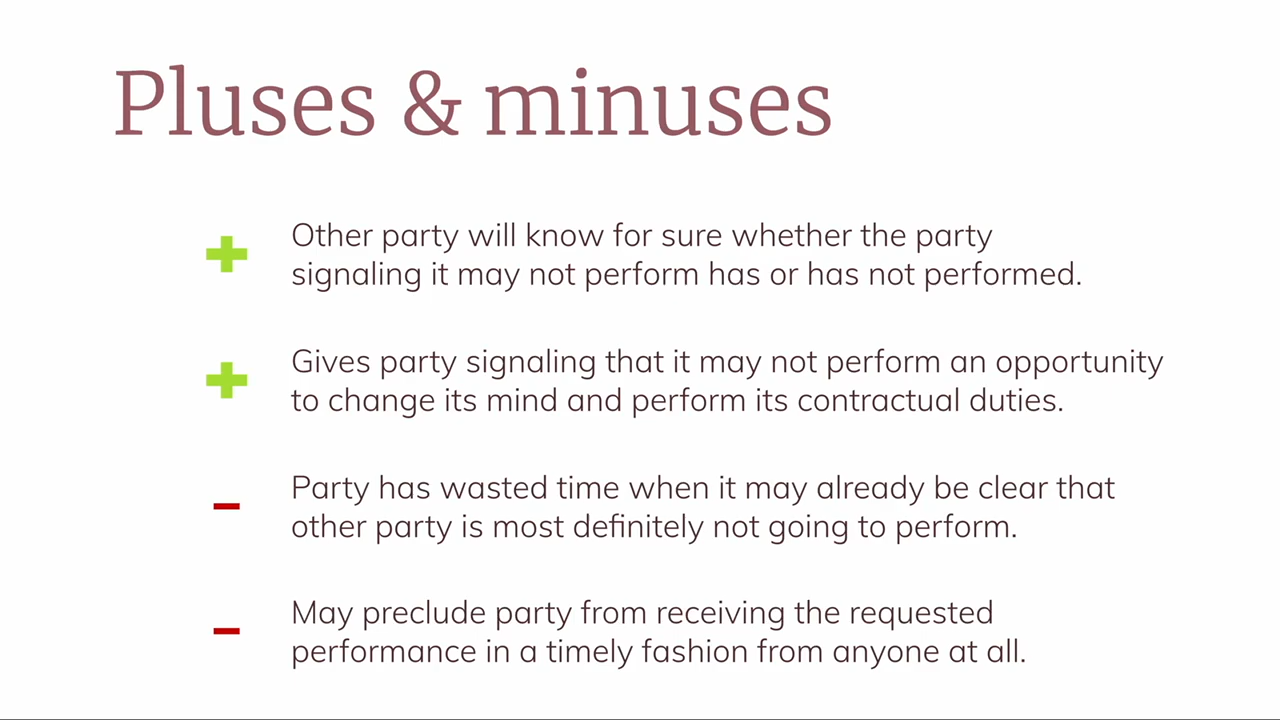 Pluses & minuses
+ Other party will know for sure whether the party
signaling it may not perform has or has not performed.
+ Gives party signaling that it may not perform an opportunity
to change its mind and perform its contractual duties.
- Party has wasted time when it may already be clear that
other party is most definitely not going to perform.
- May preclude party from receiving the requested
performance in a timely fashion from anyone at all.